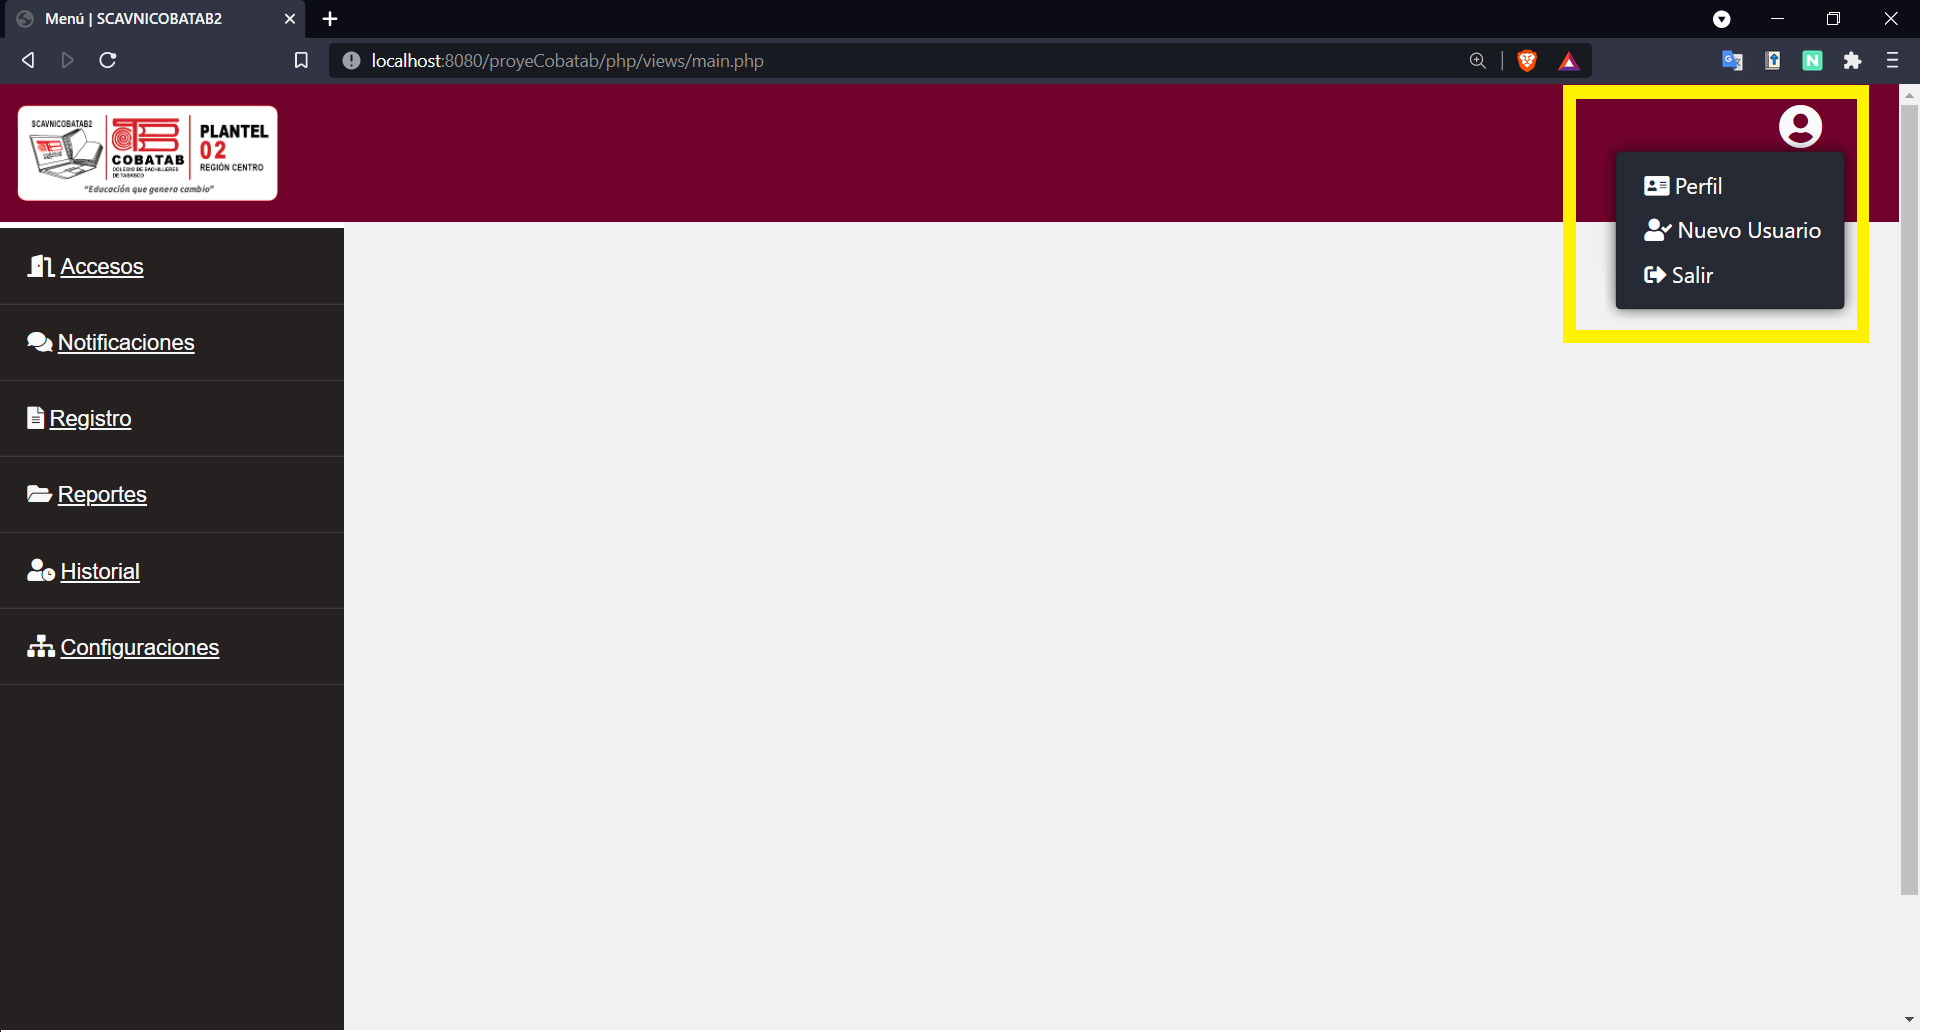 Menú | SCAVNICOBATAB2
localhost:8080/proyeCobatab/php/views/main.php
SCAVNICOBATAB2
COBATAB
COLEGIO DE BACHILLERES
DE TABASCO
PLANTEL
02
REGIÓN CENTRO
"Educación que genera cambio"
Perfil
Nuevo Usuario
Salir
Accesos
Notificaciones
Registro
Reportes
Historial
Configuraciones